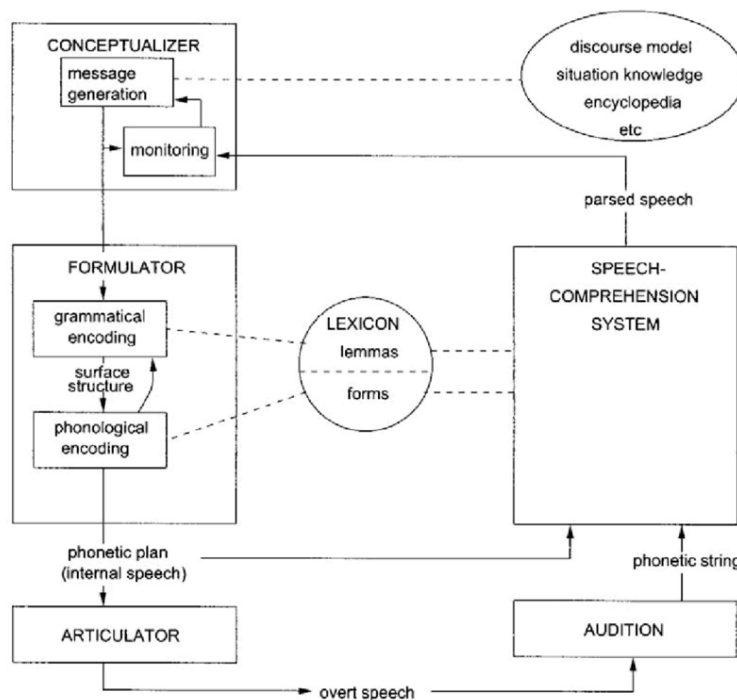 CONCEPTUALIZER
message
generation
monitoring
discourse model
situation knowledge
encyclopedia
etc
parsed speech
FORMULATOR
grammatical
encoding
surface
structure
phonological
encoding
LEXICON
lemmas
forms
SPEECH-
COMPREHENSION
SYSTEM
phonetic plan
(internal speech)
phonetic string
ARTICULATOR
AUDITION
overt speech